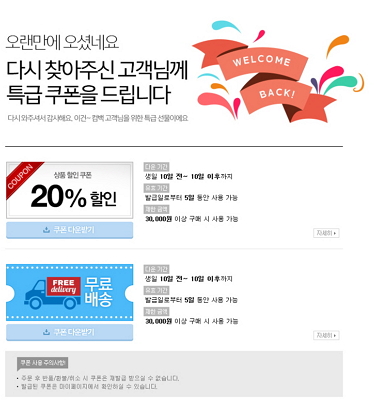 오랜만에 오셨네요
다시 찾아주신 고객님께
특급 쿠폰을 드립니다
다시 와주셔서 감사해요. 이건~ 컴백 고객님을 위한 특급 선물이에요
WELCOME
BACK!
COUPON
상품 할인 쿠폰
20% 할인
쿠폰 다운받기
다운 기간
생일 10일 전~ 10일 이후까지
유효 기간
발급일로부터 5일 동안 사용 가능
제한 금액
30,000원 이상 구매 시 사용 가능
자세히
FREE
delivery
무료
배송
쿠폰 다운받기
다운 기간
생일 10일 전~ 10일 이후까지
유효 기간
발급일로부터 5일 동안 사용 가능
제한 금액
30,000원 이상 구매 시 사용 가능
자세히
쿠폰 사용 주의사항!
• 주문 후 반품/환불/취소 시 쿠폰은 재발급 받으실 수 없습니다.
• 발급된 쿠폰은 마이페이지에서 확인하실 수 있습니다.